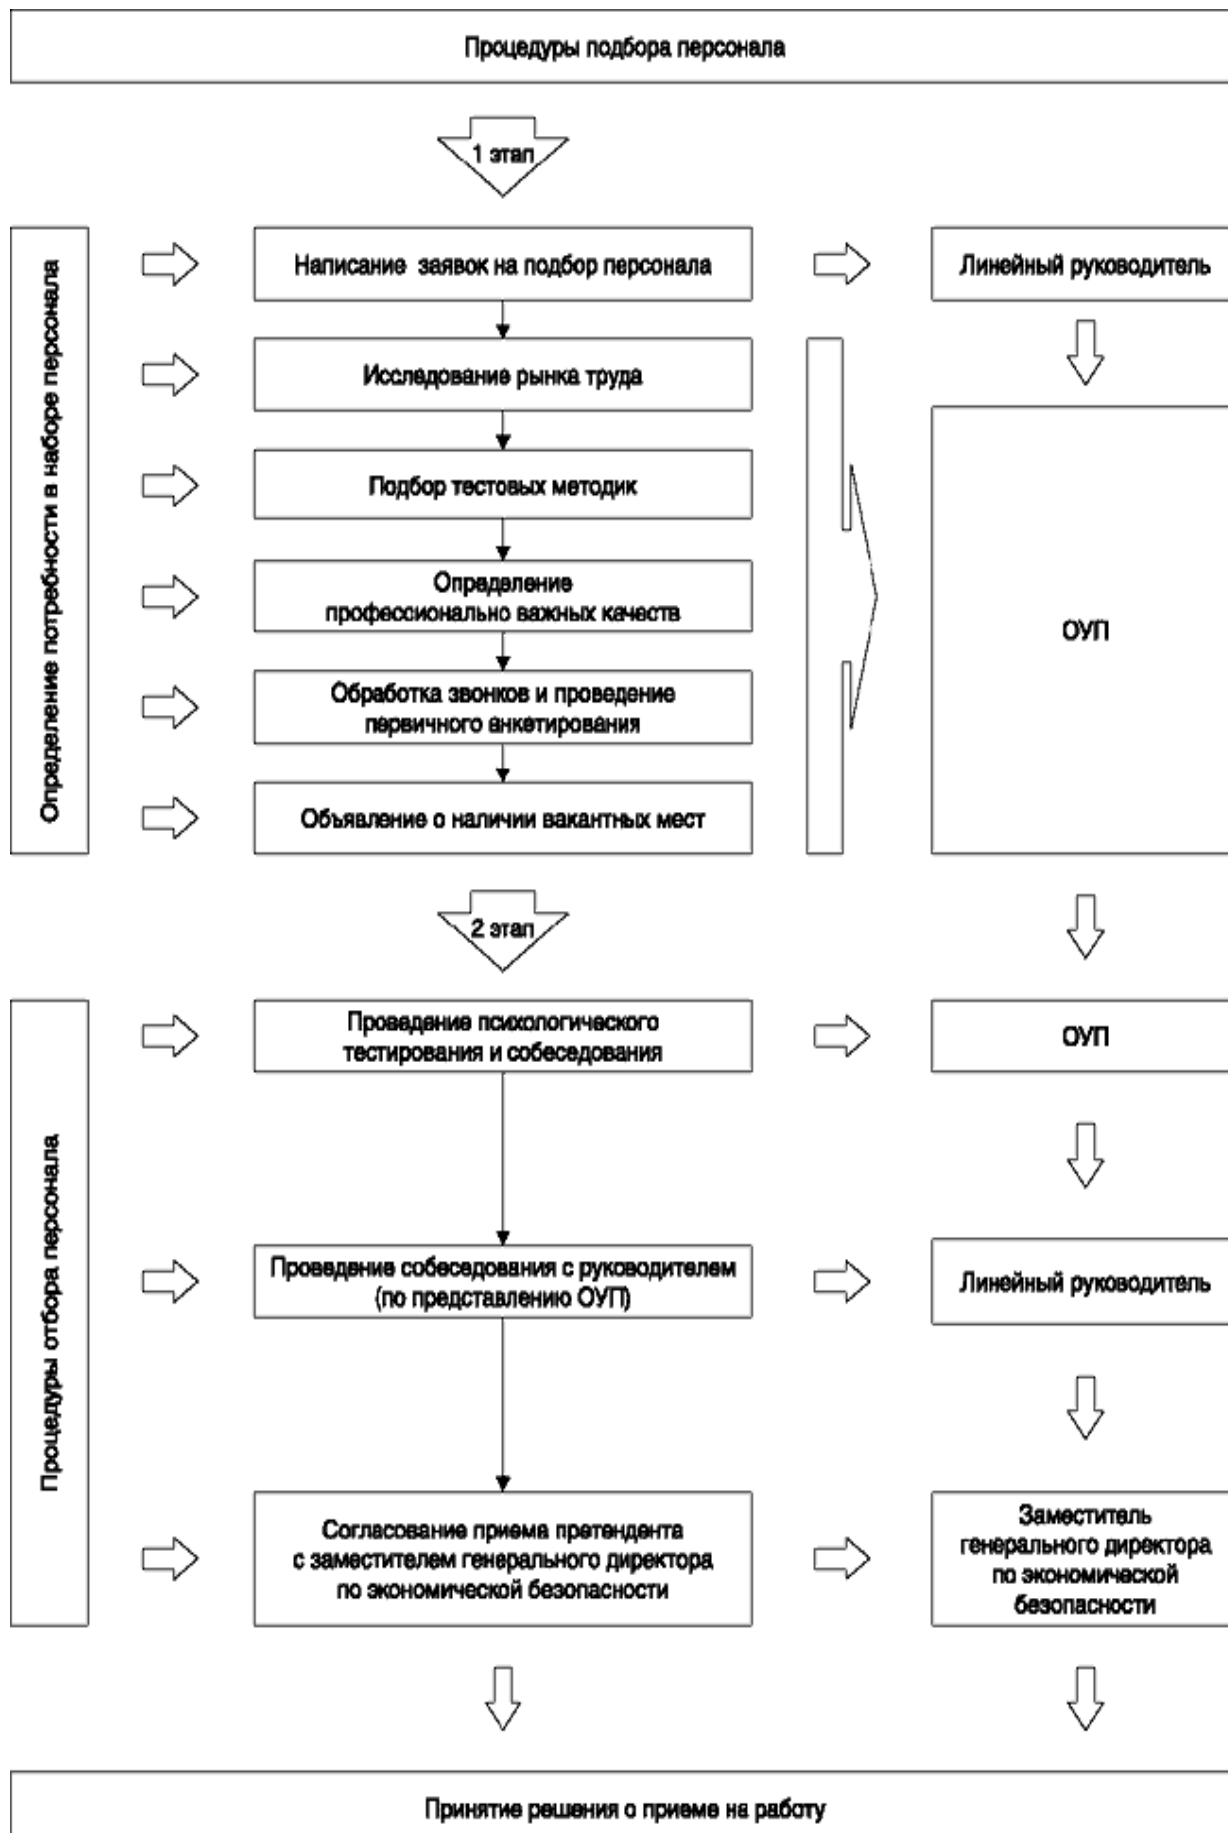 Процедуры подбора персонала
1 этап
Определение потребности в наборе персонала
Написание заявок на подбор персонала
Линейный руководитель
Исследование рынка труда
Подбор тестовых методик
Определение
профессионально важных качеств
ОУП
Обработка звонков и проведение
первичного анкетирования
Объявление о наличии вакантных мест
2 этап
Процедуры отбора персонала
Проведение психологического
тестирования и собеседования
ОУП
Проведение собеседования с руководителем
(по представлению ОУП)
Линейный руководитель
Согласование приема претендента
с заместителем генерального директора
по экономической безопасности
Заместитель
генерального директора
по экономической
безопасности
Принятие решения о приеме на работу